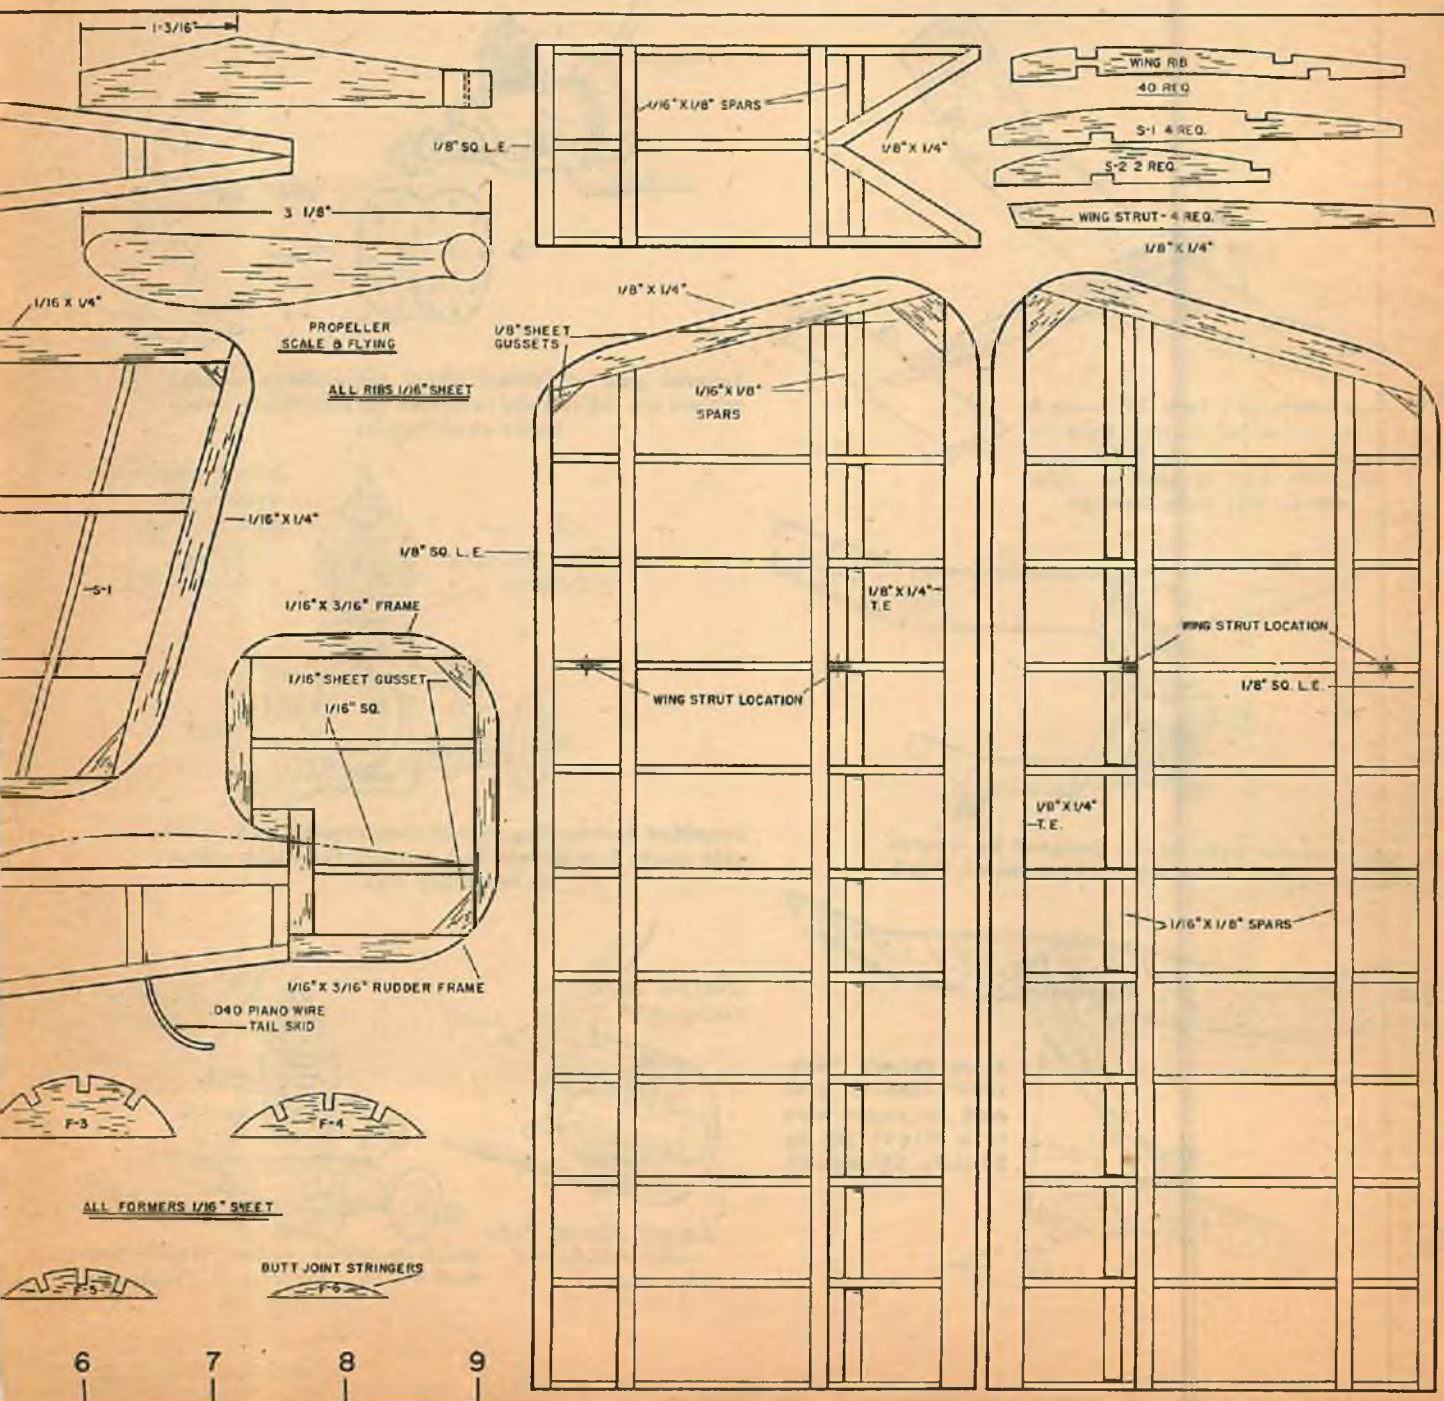 1-3/16"
3 1/8"
PROPELLER
SCALE & FLYING
ALL RIBS 1/16" SHEET
1/16 X 1/4"
1/16" X 1/4"
S-1
1/16" X 3/16" FRAME
1/16" SHEET GUSSET
1/16" SQ.
1/16" X 3/16" RUDDER FRAME
.040 PIANO WIRE
TAIL SKID
F-3
F-4
ALL FORMERS 1/16" SHEET
F-5
BUTT JOINT STRINGERS
F-6
6 7 8 9
1/8" SQ. L.E.
1/16" X 1/8" SPARS
1/8" X 1/4"
WING RIB
40 REQ.
S-1 4 REQ.
S-2 2 REQ.
WING STRUT - 4 REQ.
1/8" X 1/4"
1/8" X 1/4"
1/8" SHEET
GUSSETS
1/16" X 1/8"
SPARS
1/8" SQ. L.E.
1/8" X 1/4"
T.E.
WING STRUT LOCATION
WING STRUT LOCATION
1/8" SQ. L.E.
1/8" X 1/4"
T.E.
1/16" X 1/8" SPARS